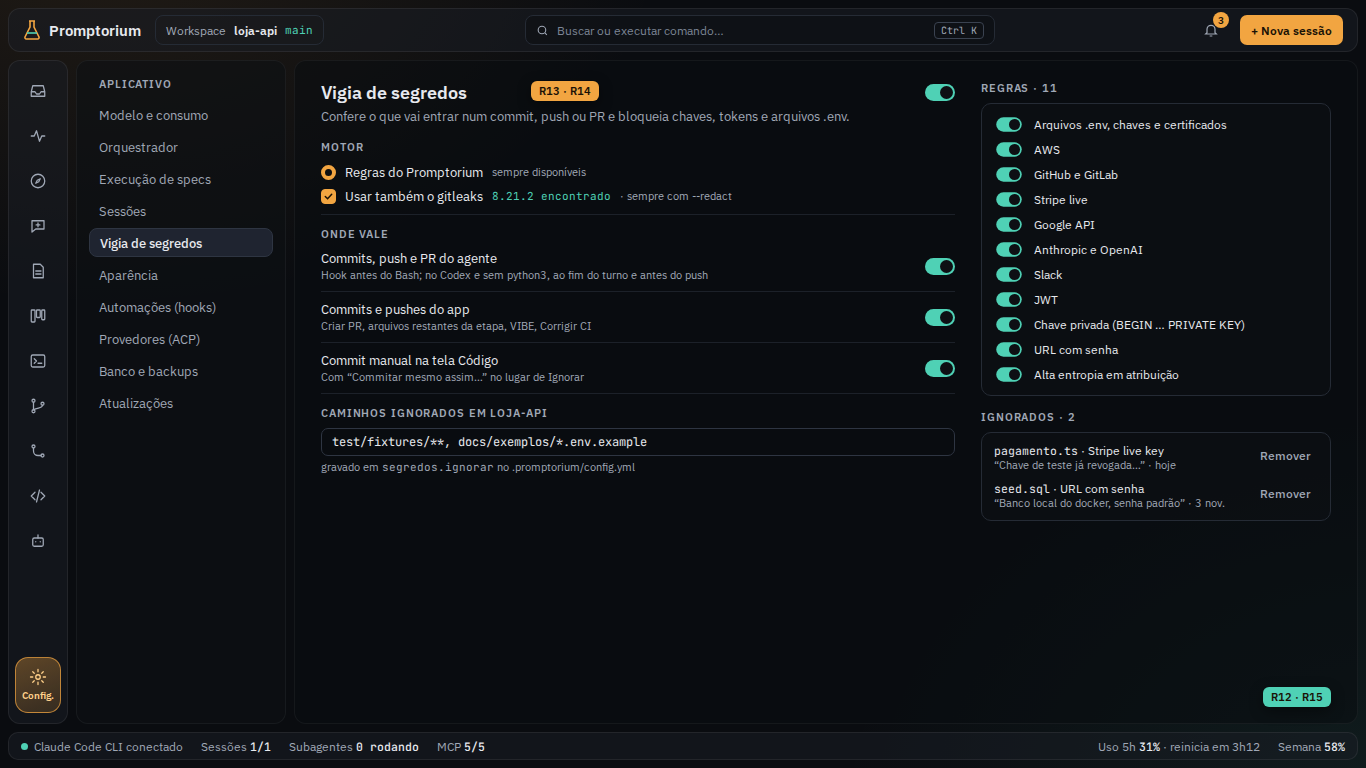 Promptorium
Workspace loja-api main
Buscar ou executar comando...
Ctrl K
3
+ Nova sessão
Config.
APLICATIVO
Modelo e consumo
Orquestrador
Execução de specs
Sessões
Vigia de segredos
Aparência
Automações (hooks)
Provedores (ACP)
Banco e backups
Atualizações
Vigia de segredos
R13 · R14
Confere o que vai entrar num commit, push ou PR e bloqueia chaves, tokens e arquivos .env.
MOTOR
Regras do Promptorium sempre disponíveis
Usar também o gitleaks 8.21.2 encontrado · sempre com --redact
ONDE VALE
Commits, push e PR do agente
Hook antes do Bash; no Codex e sem python3, ao fim do turno e antes do push
Commits e pushes do app
Criar PR, arquivos restantes da etapa, VIBE, Corrigir CI
Commit manual na tela Código
Com “Commitar mesmo assim...” no lugar de Ignorar
CAMINHOS IGNORADOS EM LOJA-API
test/fixtures/**, docs/exemplos/*.env.example
gravado em segredos.ignorar no .promptorium/config.yml
REGRAS · 11
Arquivos .env, chaves e certificados
AWS
GitHub e GitLab
Stripe live
Google API
Anthropic e OpenAI
Slack
JWT
Chave privada (BEGIN ... PRIVATE KEY)
URL com senha
Alta entropia em atribuição
IGNORADOS · 2
pagamento.ts · Stripe live key
“Chave de teste já revogada...” · hoje
Remover
seed.sql · URL com senha
“Banco local do docker, senha padrão” · 3 nov.
Remover
R12 · R15
Claude Code CLI conectado
Sessões 1/1
Subagentes 0 rodando
MCP 5/5
Uso 5h 31% · reinicia em 3h12
Semana 58%